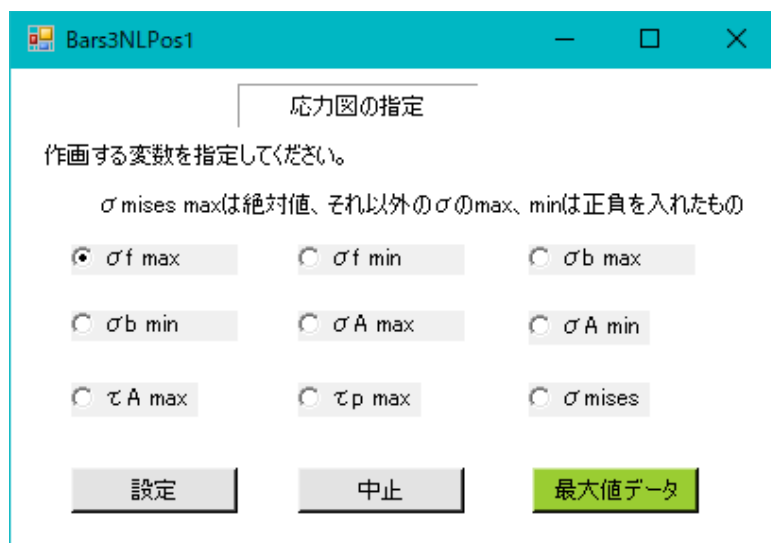 Bars3NLPos1
応力図の指定
作画する変数を指定してください。
σmises maxは絶対値、それ以外のσのmax、minは正負を入れたもの
σf max σf min σb max
σb min σA max σA min
τA max τp max σmises
設定 中止 最大値データ